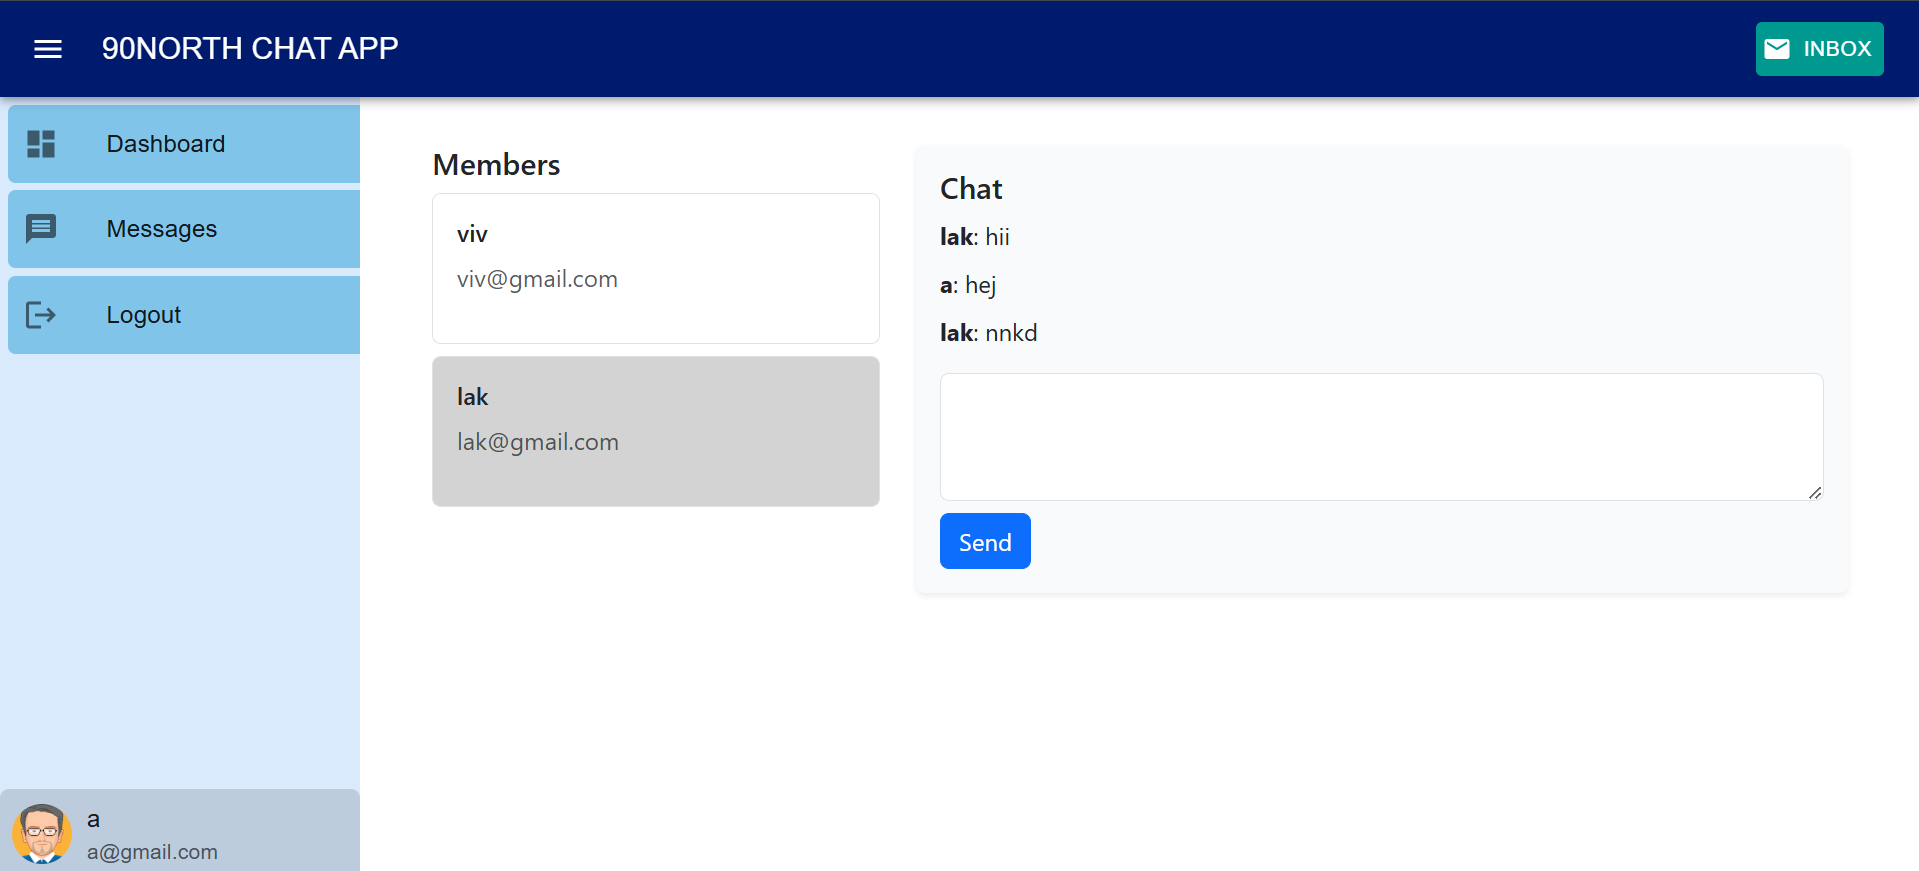 90NORTH CHAT APP
INBOX
Dashboard
Messages
Logout
a
a@gmail.com
Members
viv
viv@gmail.com
lak
lak@gmail.com
Chat
lak: hii
a: hej
lak: nnkd
Send